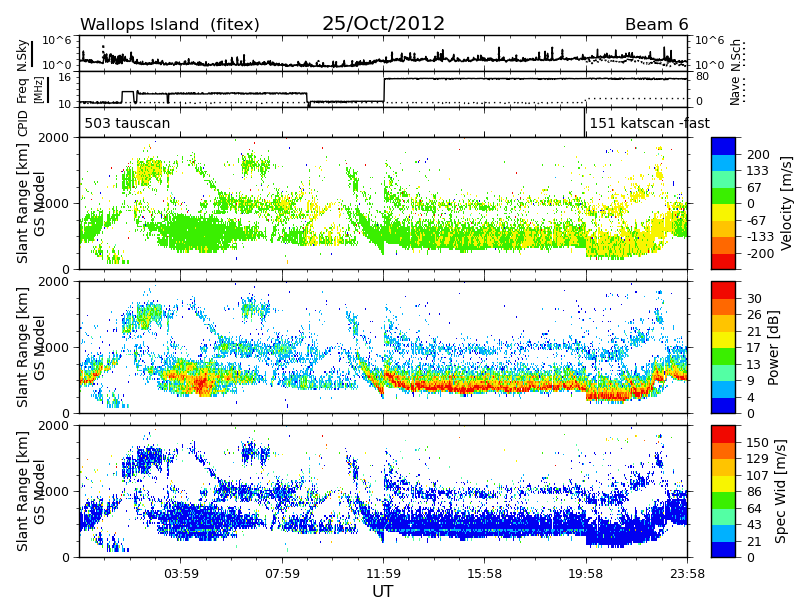 Wallops Island (fitex) 25/Oct/2012 Beam 6
N.Sky 10^6 10^0 10^6 10^0 N.Sch
Freq [MHz] 16 10 80 0 Nave
CPID 503 tauscan 151 katscan -fast
Slant Range [km] GS Model 2000 1000 0
200 133 67 0 -67 -133 -200 Velocity [m/s]
Slant Range [km] GS Model 2000 1000 0
30 26 21 17 13 9 4 0 Power [dB]
Slant Range [km] GS Model 2000 1000 0
150 129 107 86 64 43 21 0 Spec Wid [m/s]
03:59 07:59 11:59 15:58 19:58 23:58
UT